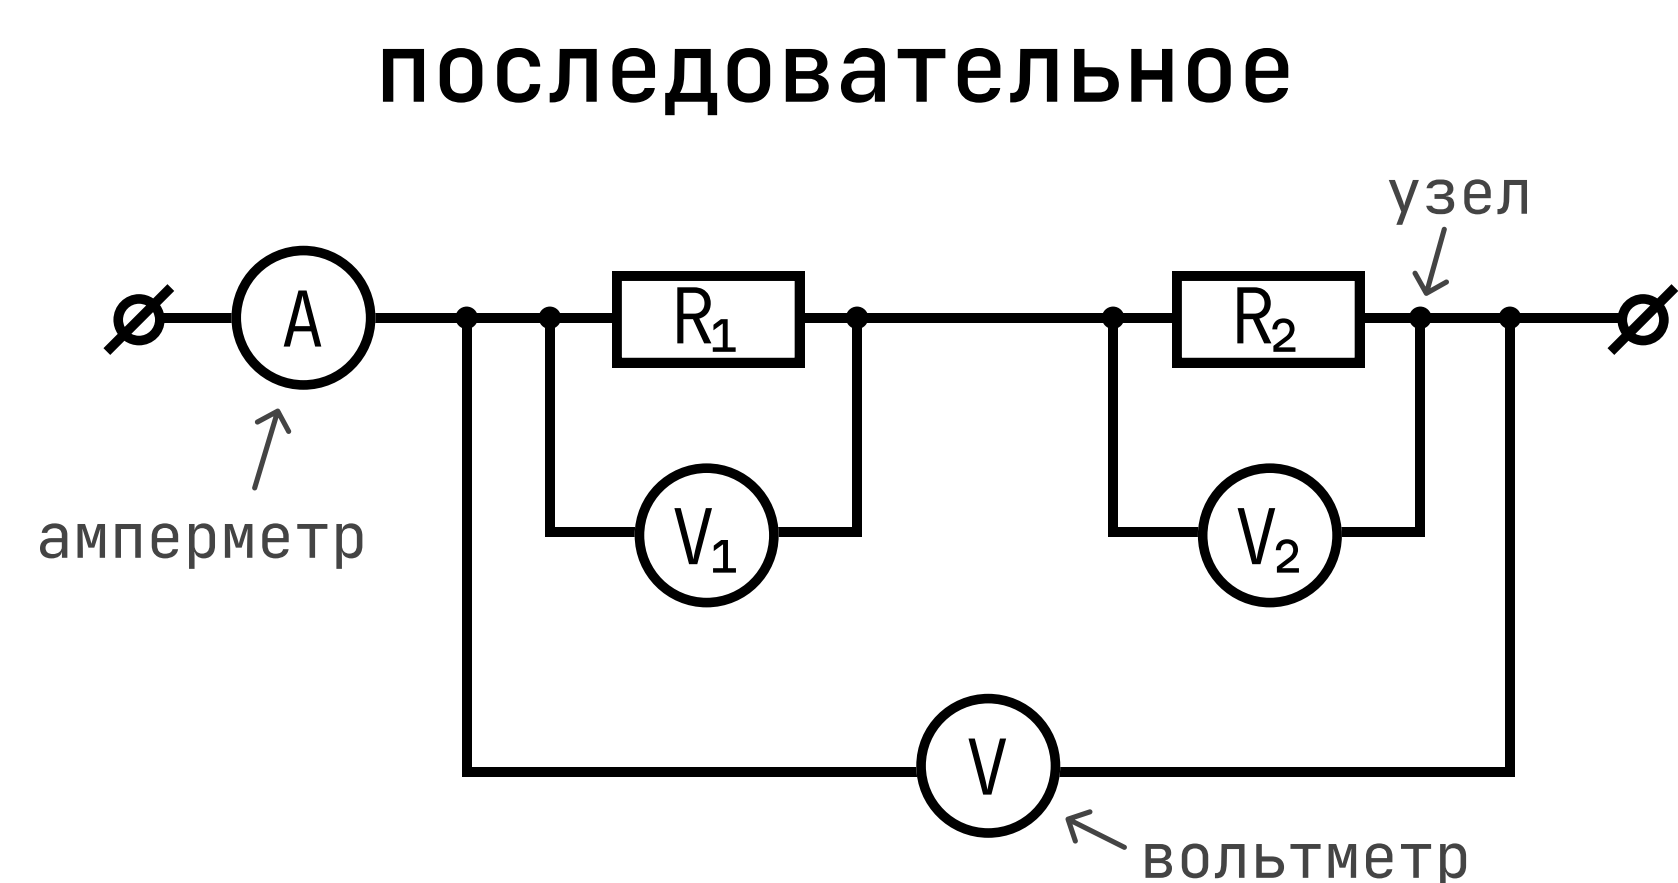 последовательное
узел
A
R1
R2
амперметр
V1
V2
V
вольтметр